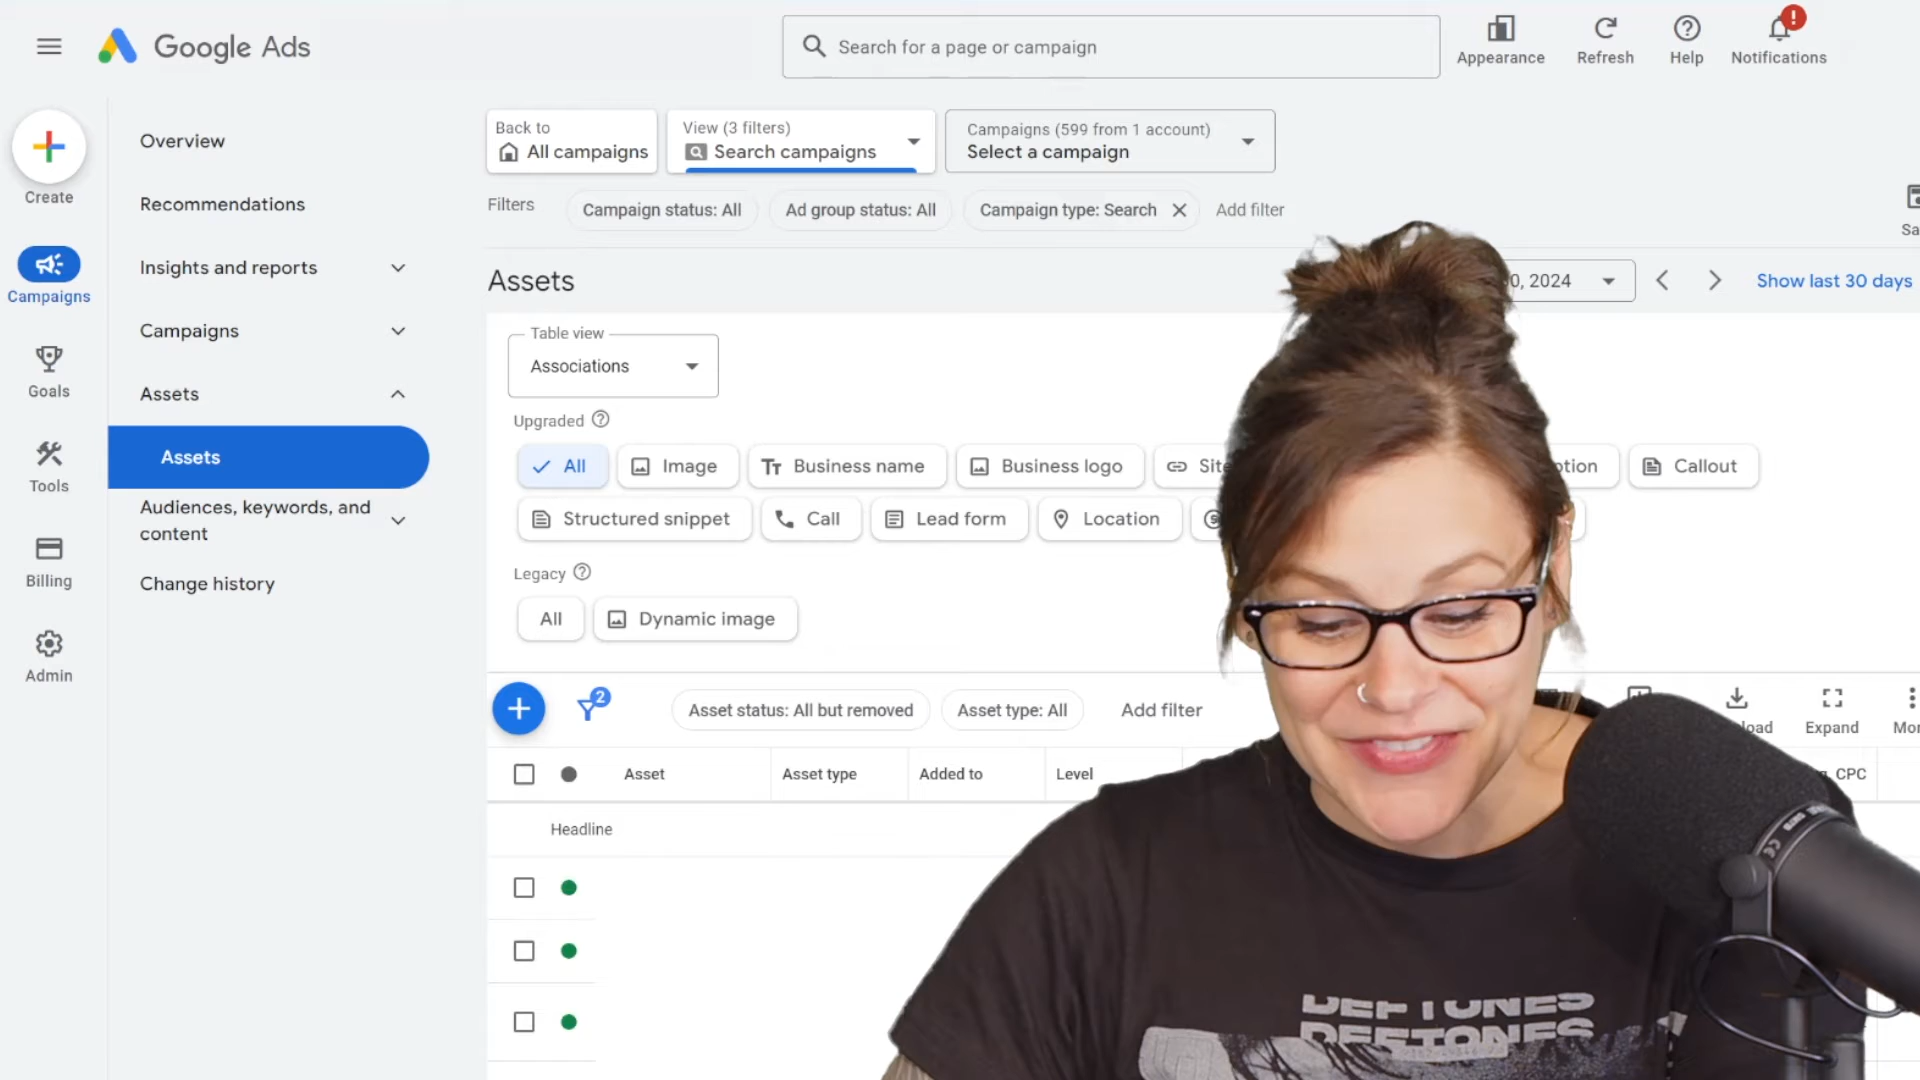 Google Ads
Search for a page or campaign
Appearance
Refresh
Help
Notifications
Create
Campaigns
Goals
Tools
Billing
Admin
Overview
Recommendations
Insights and reports
Campaigns
Assets
Assets
Audiences, keywords, and
content
Change history
Back to
All campaigns
View (3 filters)
Search campaigns
Campaigns (599 from 1 account)
Select a campaign
Filters
Campaign status: All
Ad group status: All
Campaign type: Search
Add filter
Assets
0, 2024
Show last 30 days
Table view
Associations
Upgraded
All
Image
Business name
Business logo
Callout
Structured snippet
Call
Lead form
Location
Legacy
All
Dynamic image
2
Asset status: All but removed
Asset type: All
Add filter
Expand
Asset
Asset type
Added to
Level
CPC
Headline
DEFTONES
DEFTONES